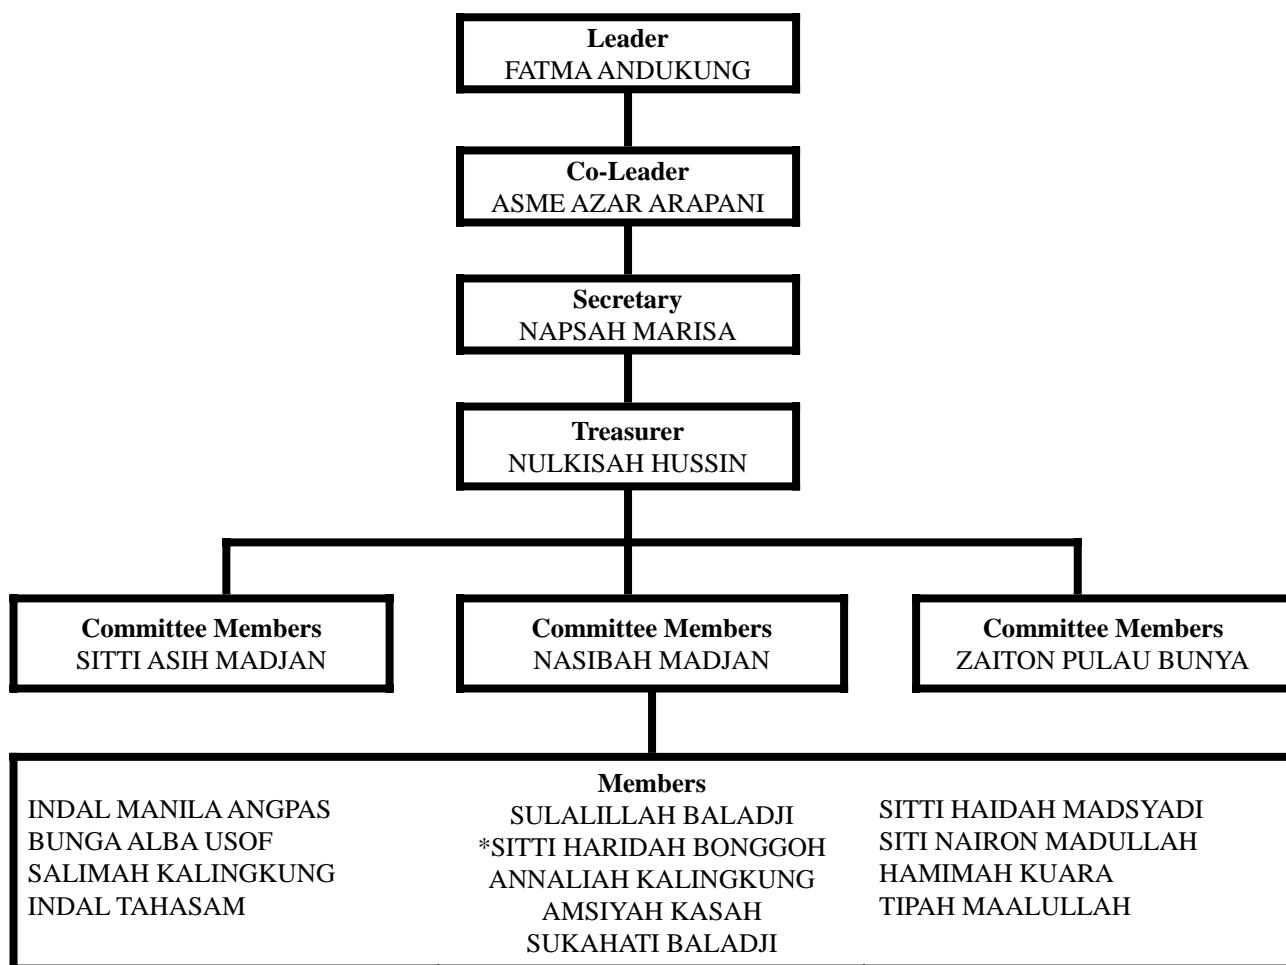 Leader
FATMA ANDUKUNG
Co-Leader
ASME AZAR ARAPANI
Secretary
NAPSAH MARISA
Treasurer
NULKISAH HUSSIN
Committee Members
SITTI ASIH MADJAN
Committee Members
NASIBAH MADJAN
Committee Members
ZAITON PULAU BUNYA
Members
INDAL MANILA ANGPAS
BUNGA ALBA USOF
SALIMAH KALINGKUNG
INDAL TAHASAM
SULALILLAH BALADJI
*SITTI HARIDAH BONGGOH
ANNALIAH KALINGKUNG
AMSIYAH KASAH
SUKAHATI BALADJI
SITTI HAIDAH MADSYADI
SITI NAIRON MADULLAH
HAMIMAH KUARA
TIPAH MAALULLAH